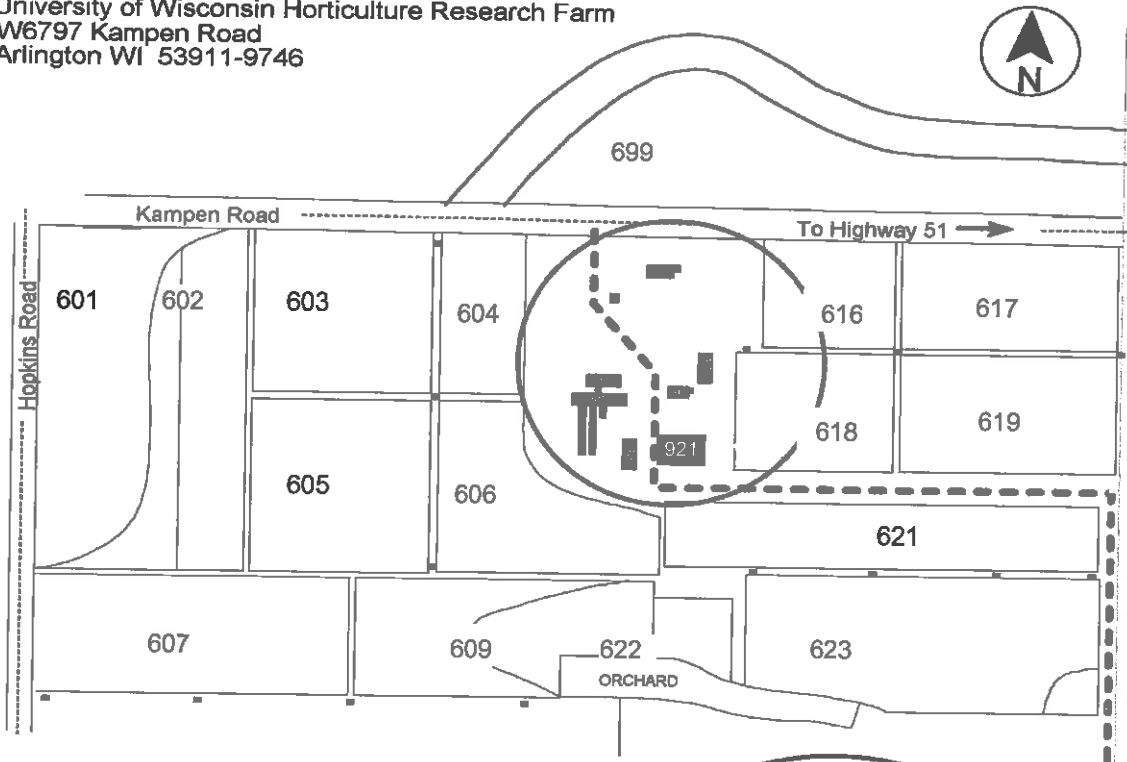 University of Wisconsin Horticulture Research Farm
W6797 Kampen Road
Arlington WI 53911-9746
N
699
Kampen Road
To Highway 51
Hopkins Road
601
602
603
604
616
617
605
606
921
618
619
621
607
609
622
623
ORCHARD